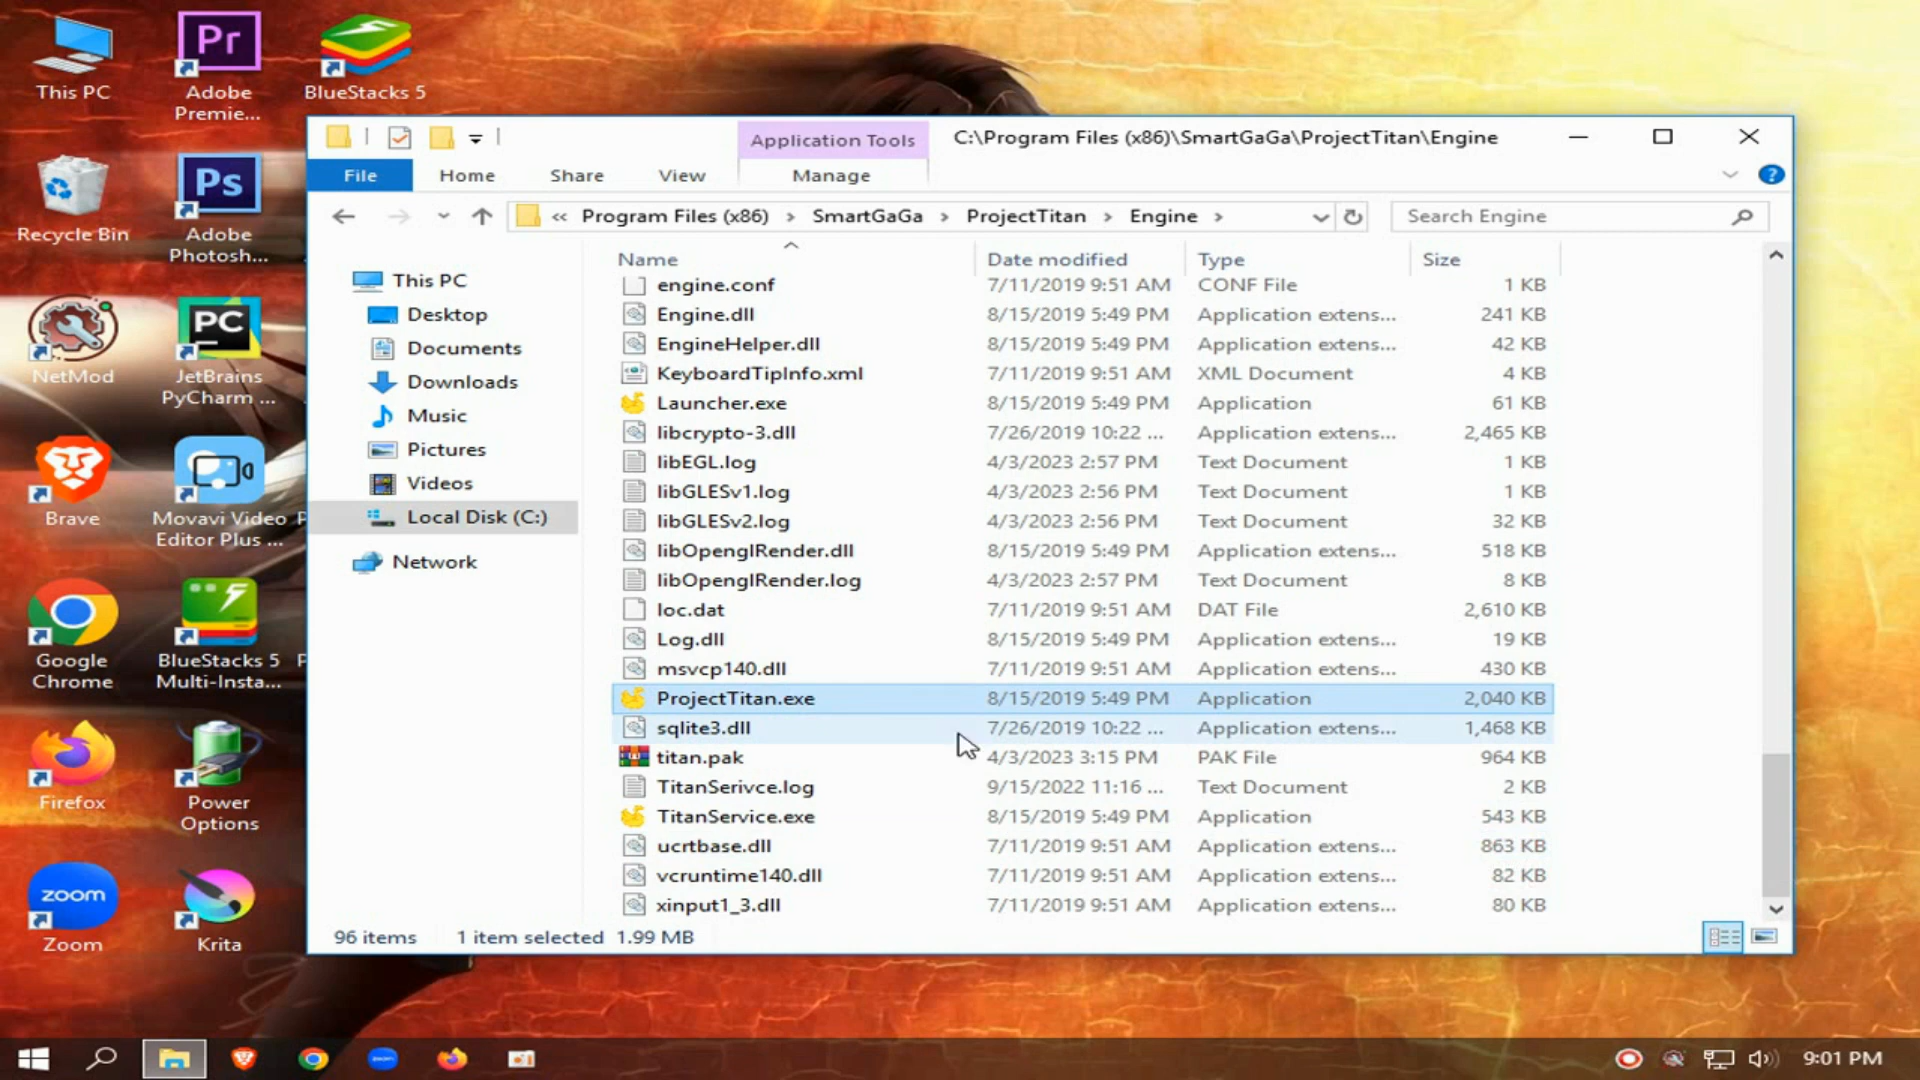 This PC
Adobe
Premie...
BlueStacks 5
Recycle Bin
Adobe
Photosh...
NetMod
JetBrains
PyCharm ...
Brave
Movavi Video
Editor Plus ...
Google
Chrome
BlueStacks 5
Multi-Insta...
Firefox
Power
Options
zoom
Zoom
Krita
Pr
Ps
PC
Application Tools
C:\Program Files (x86)\SmartGaGa\ProjectTitan\Engine
File
Home
Share
View
Manage
« Program Files (x86) › SmartGaGa › ProjectTitan › Engine ›
Search Engine
This PC
Desktop
Documents
Downloads
Music
Pictures
Videos
Local Disk (C:)
Network
Name Date modified Type Size
engine.conf 7/11/2019 9:51 AM CONF File 1 KB
Engine.dll 8/15/2019 5:49 PM Application extens... 241 KB
EngineHelper.dll 8/15/2019 5:49 PM Application extens... 42 KB
KeyboardTipInfo.xml 7/11/2019 9:51 AM XML Document 4 KB
Launcher.exe 8/15/2019 5:49 PM Application 61 KB
libcrypto-3.dll 7/26/2019 10:22 ... Application extens... 2,465 KB
libEGL.log 4/3/2023 2:57 PM Text Document 1 KB
libGLESv1.log 4/3/2023 2:56 PM Text Document 1 KB
libGLESv2.log 4/3/2023 2:56 PM Text Document 32 KB
libOpenglRender.dll 8/15/2019 5:49 PM Application extens... 518 KB
libOpenglRender.log 4/3/2023 2:57 PM Text Document 8 KB
loc.dat 7/11/2019 9:51 AM DAT File 2,610 KB
Log.dll 8/15/2019 5:49 PM Application extens... 19 KB
msvcp140.dll 7/11/2019 9:51 AM Application extens... 430 KB
ProjectTitan.exe 8/15/2019 5:49 PM Application 2,040 KB
sqlite3.dll 7/26/2019 10:22 ... Application extens... 1,468 KB
titan.pak 4/3/2023 3:15 PM PAK File 964 KB
TitanSerivce.log 9/15/2022 11:16 ... Text Document 2 KB
TitanService.exe 8/15/2019 5:49 PM Application 543 KB
ucrtbase.dll 7/11/2019 9:51 AM Application extens... 863 KB
vcruntime140.dll 7/11/2019 9:51 AM Application extens... 82 KB
xinput1_3.dll 7/11/2019 9:51 AM Application extens... 80 KB
96 items 1 item selected 1.99 MB
9:01 PM